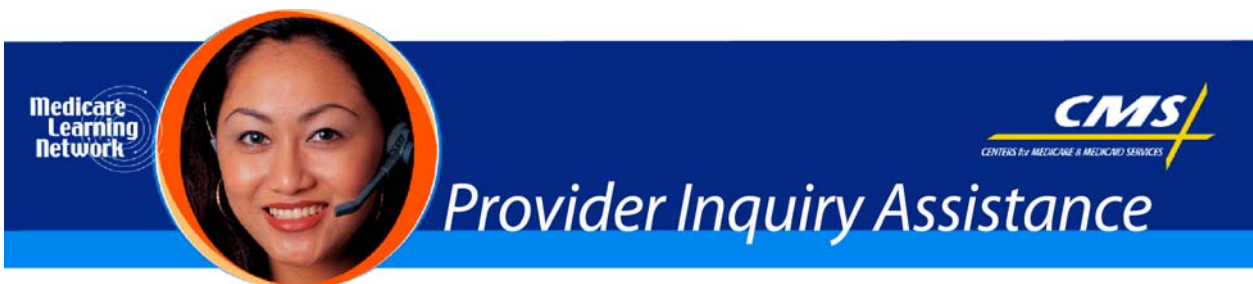 Medicare
Learning
Network
CMS
CENTERS for MEDICARE & MEDICAID SERVICES
Provider Inquiry Assistance